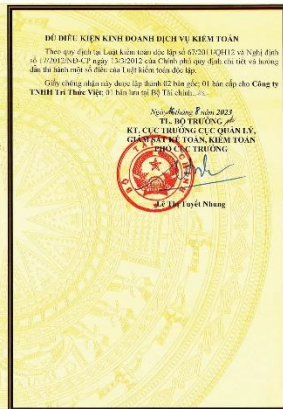 ĐỦ ĐIỀU KIỆN KINH DOANH DỊCH VỤ KIỂM TOÁN
Theo quy định tại Luật kiểm toán độc lập số 67/2011/QH12 và Nghị định
số 17/2012/NĐ-CP ngày 13/3/2012 của Chính phủ quy định chi tiết và hướng
dẫn thi hành một số điều của Luật kiểm toán độc lập.
Giấy chứng nhận này được lập thành 02 bản gốc; 01 bản cấp cho Công ty
TNHH Tri Thức Việt; 01 bản lưu tại Bộ Tài chính.
Ngày tháng 8 năm 2023
TL. BỘ TRƯỞNG
KT. CỤC TRƯỞNG CỤC QUẢN LÝ,
GIÁM SÁT KẾ TOÁN, KIỂM TOÁN
PHÓ CỤC TRƯỞNG
Lê Thị Tuyết Nhung